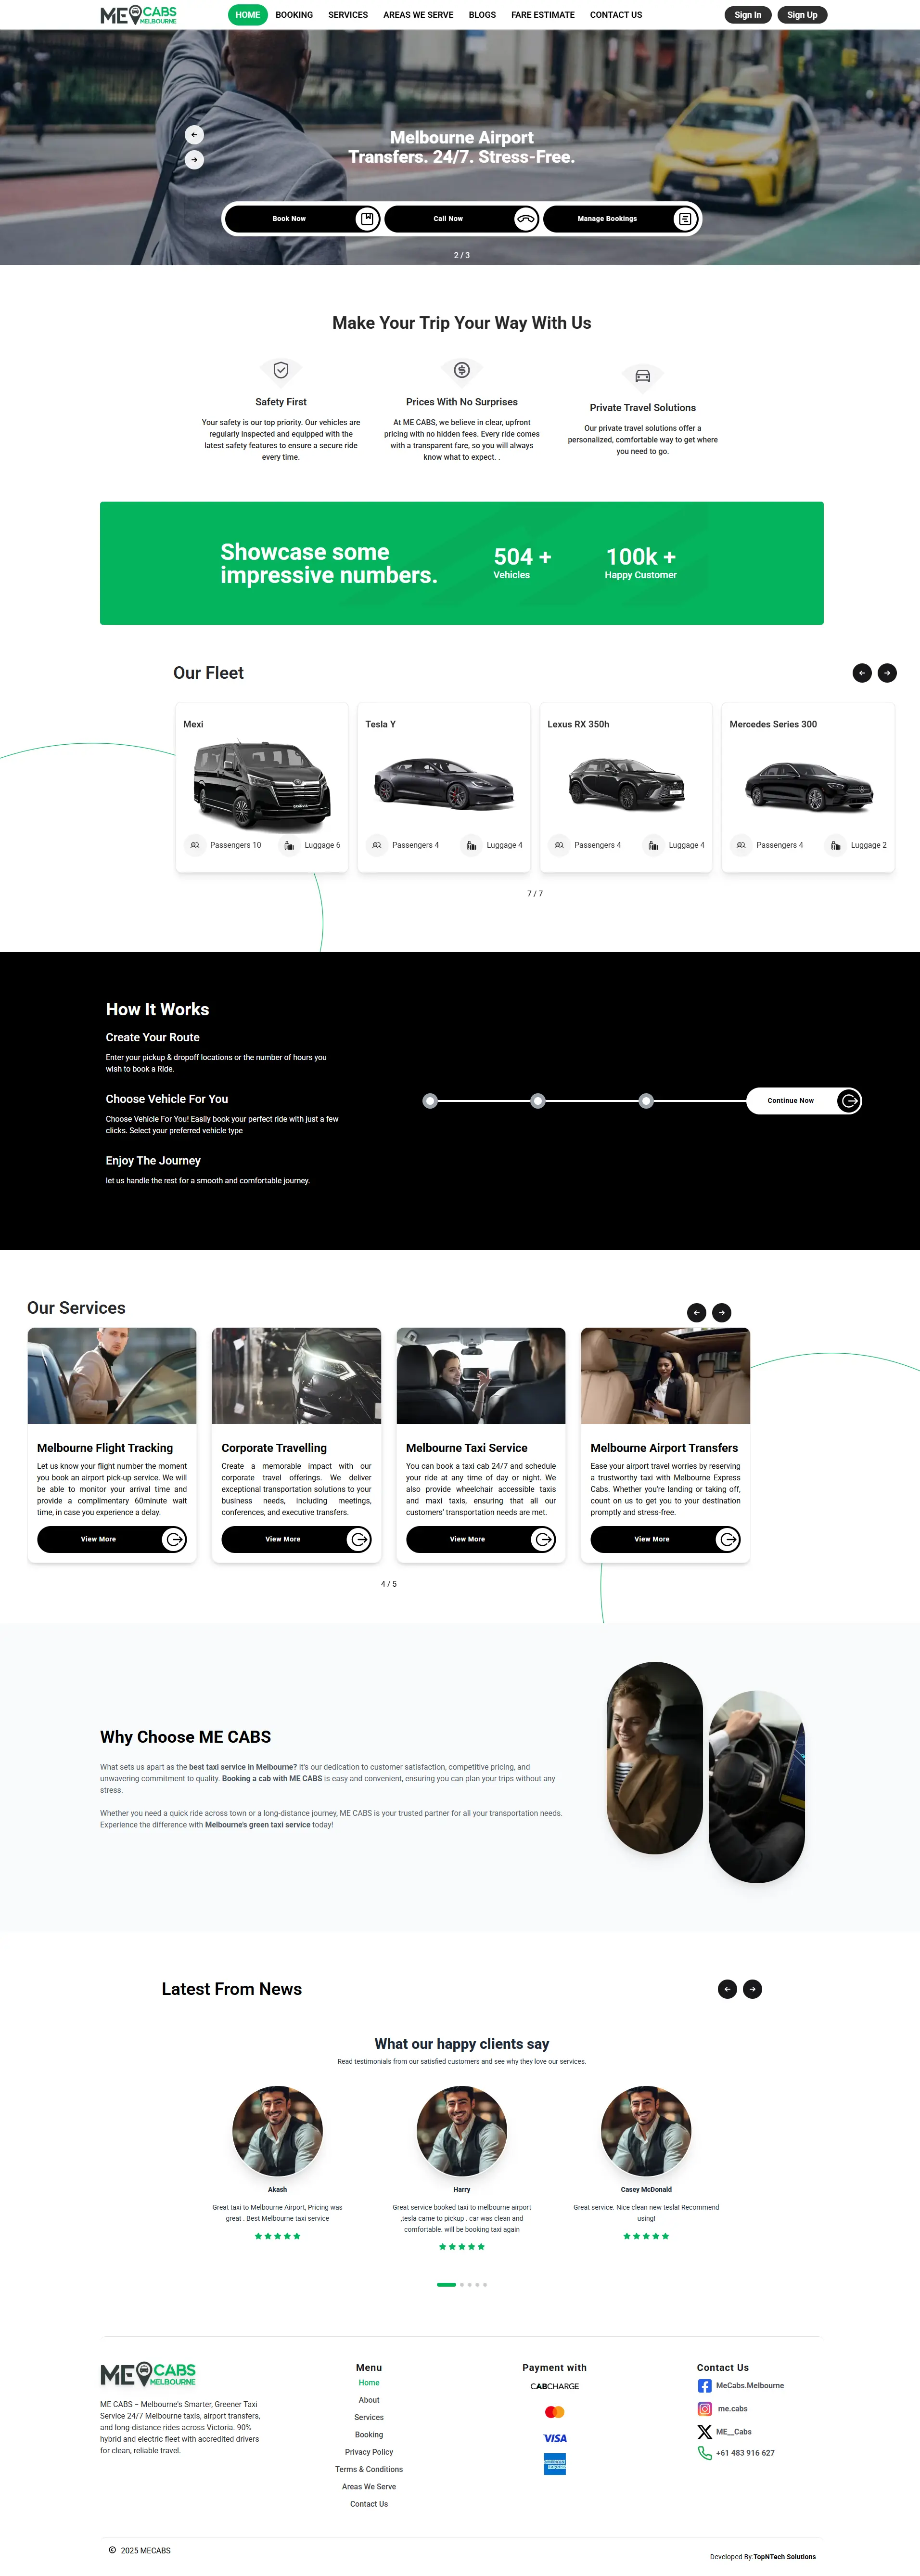 ME CABS
MELBOURNE
HOME
BOOKING
SERVICES
AREAS WE SERVE
BLOGS
FARE ESTIMATE
CONTACT US
Sign In
Sign Up
Melbourne Airport
Transfers. 24/7. Stress-Free.
Book Now
Call Now
Manage Bookings
2 / 3
Make Your Trip Your Way With Us
Safety First
Your safety is our top priority. Our vehicles are
regularly inspected and equipped with the
latest safety features to ensure a secure ride
every time.
Prices With No Surprises
At ME CABS, we believe in clear, upfront
pricing with no hidden fees. Every ride comes
with a transparent fare, so you will always
know what to expect. .
Private Travel Solutions
Our private travel solutions offer a
personalized, comfortable way to get where
you need to go.
Showcase some
impressive numbers.
504 +
Vehicles
100k +
Happy Customer
Our Fleet
Mexi
Passengers 10
Luggage 6
Tesla Y
Passengers 4
Luggage 4
Lexus RX 350h
Passengers 4
Luggage 4
Mercedes Series 300
Passengers 4
Luggage 2
7 / 7
How It Works
Create Your Route
Enter your pickup & dropoff locations or the number of hours you
wish to book a Ride.
Choose Vehicle For You
Choose Vehicle For You! Easily book your perfect ride with just a few
clicks. Select your preferred vehicle type
Enjoy The Journey
let us handle the rest for a smooth and comfortable journey.
Continue Now
Our Services
Melbourne Flight Tracking
Let us know your flight number the moment
you book an airport pick-up service. We will
be able to monitor your arrival time and
provide a complimentary 60minute wait
time, in case you experience a delay.
View More
Corporate Travelling
Create a memorable impact with our
corporate travel offerings. We deliver
exceptional transportation solutions to your
business needs, including meetings,
conferences, and executive transfers.
View More
Melbourne Taxi Service
You can book a taxi cab 24/7 and schedule
your ride at any time of day or night. We
also provide wheelchair accessible taxis
and maxi taxis, ensuring that all our
customers' transportation needs are met.
View More
Melbourne Airport Transfers
Ease your airport travel worries by reserving
a trustworthy taxi with Melbourne Express
Cabs. Whether you're landing or taking off,
count on us to get you to your destination
promptly and stress-free.
View More
4 / 5
Why Choose ME CABS
What sets us apart as the best taxi service in Melbourne? It's our dedication to customer satisfaction, competitive pricing, and
unwavering commitment to quality. Booking a cab with ME CABS is easy and convenient, ensuring you can plan your trips without any
stress.
Whether you need a quick ride across town or a long-distance journey, ME CABS is your trusted partner for all your transportation needs.
Experience the difference with Melbourne's green taxi service today!
Latest From News
What our happy clients say
Read testimonials from our satisfied customers and see why they love our services.
Akash
Great taxi to Melbourne Airport, Pricing was
great . Best Melbourne taxi service
Harry
Great service booked taxi to melbourne airport
,tesla came to pickup . car was clean and
comfortable. will be booking taxi again
Casey McDonald
Great service. Nice clean new tesla! Recommend
using!
ME CABS
MELBOURNE
ME CABS – Melbourne's Smarter, Greener Taxi
Service 24/7 Melbourne taxis, airport transfers,
and long-distance rides across Victoria. 90%
hybrid and electric fleet with accredited drivers
for clean, reliable travel.
Menu
Home
About
Services
Booking
Privacy Policy
Terms & Conditions
Areas We Serve
Contact Us
Payment with
CABCHARGE
VISA
AMERICAN
EXPRESS
Contact Us
MeCabs.Melbourne
me.cabs
ME__Cabs
+61 483 916 627
© 2025 MECABS
Developed By:TopNTech Solutions